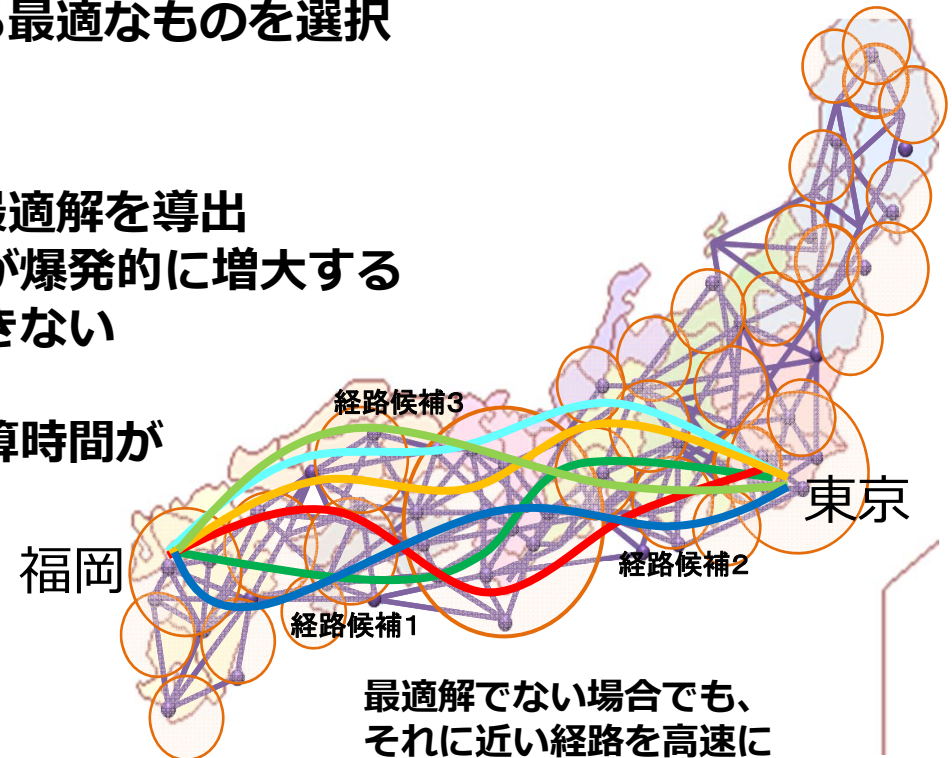 る最適なものを選択
最適解を導出
が爆発的に増大する
きない
算時間が
経路候補3
東京
福岡
経路候補2
経路候補1
最適解でない場合でも、
それに近い経路を高速に